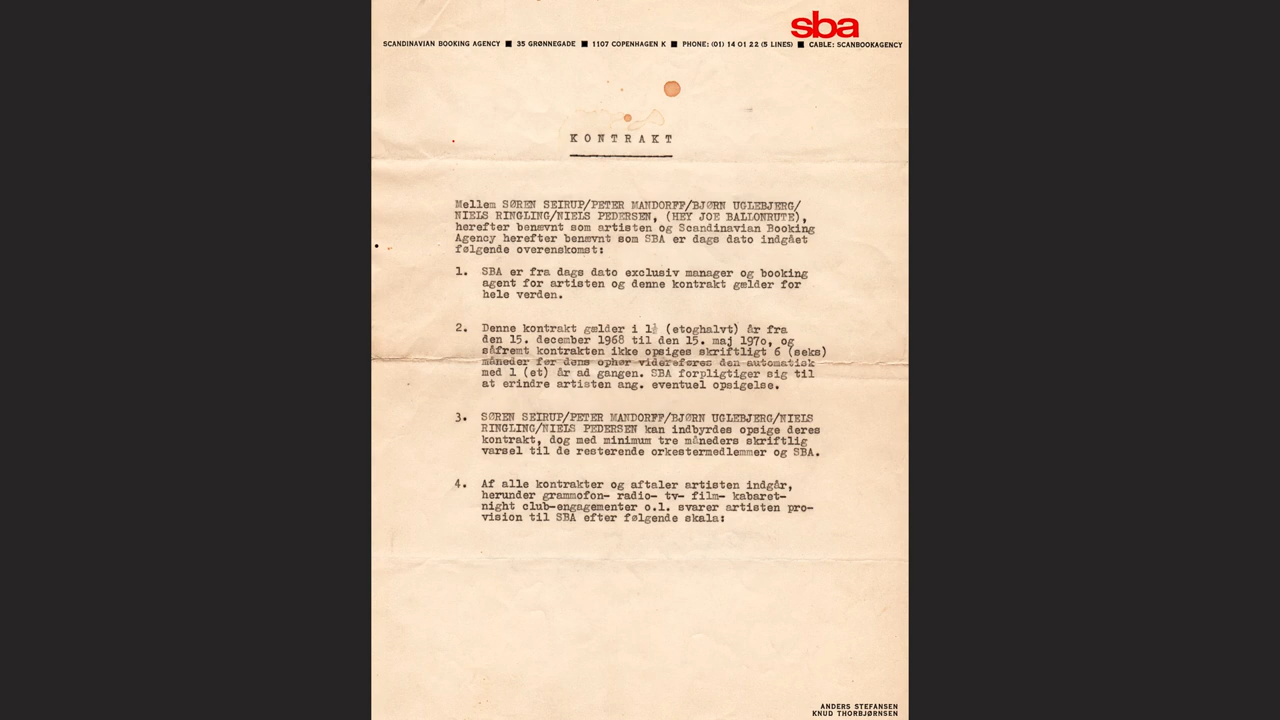 sba
SCANDINAVIAN BOOKING AGENCY ■ 35 GRØNNEGADE ■ 1107 COPENHAGEN K ■ PHONE: (01) 14 01 22 (5 LINES) ■ CABLE: SCANBOOKAGENCY
KONTRAKT
Mellem SØREN SEIRUP/PETER MANDORFF/BJØRN UGLEBJERG/
NIELS RINGLING/NIELS PEDERSEN, (HEY JOE BALLONRUTE),
herefter benævnt som artisten og Scandinavian Booking
Agency herefter benævnt som SBA er dags dato indgået
følgende overenskomst:
1. SBA er fra dags dato exclusiv manager og booking
agent for artisten og denne kontrakt gælder for
hele verden.
2. Denne kontrakt gælder i 1½ (etoghalvt) år fra
den 15. december 1968 til den 15. maj 197o, og
såfremt kontrakten ikke opsiges skriftligt 6 (seks)
måneder før dens ophør videreføres den automatisk
med 1 (et) år ad gangen. SBA forpligtiger sig til
at erindre artisten ang. eventuel opsigelse.
3. SØREN SEIRUP/PETER MANDORFF/BJØRN UGLEBJERG/NIELS
RINGLING/NIELS PEDERSEN kan indbyrdes opsige deres
kontrakt, dog med minimum tre måneders skriftlig
varsel til de resterende orkestermedlemmer og SBA.
4. Af alle kontrakter og aftaler artisten indgår,
herunder grammofon- radio- tv- film- kabaret-
night club-engagementer o.l. svarer artisten pro-
vision til SBA efter følgende skala:
ANDERS STEFANSEN
KNUD THORBJØRNSEN